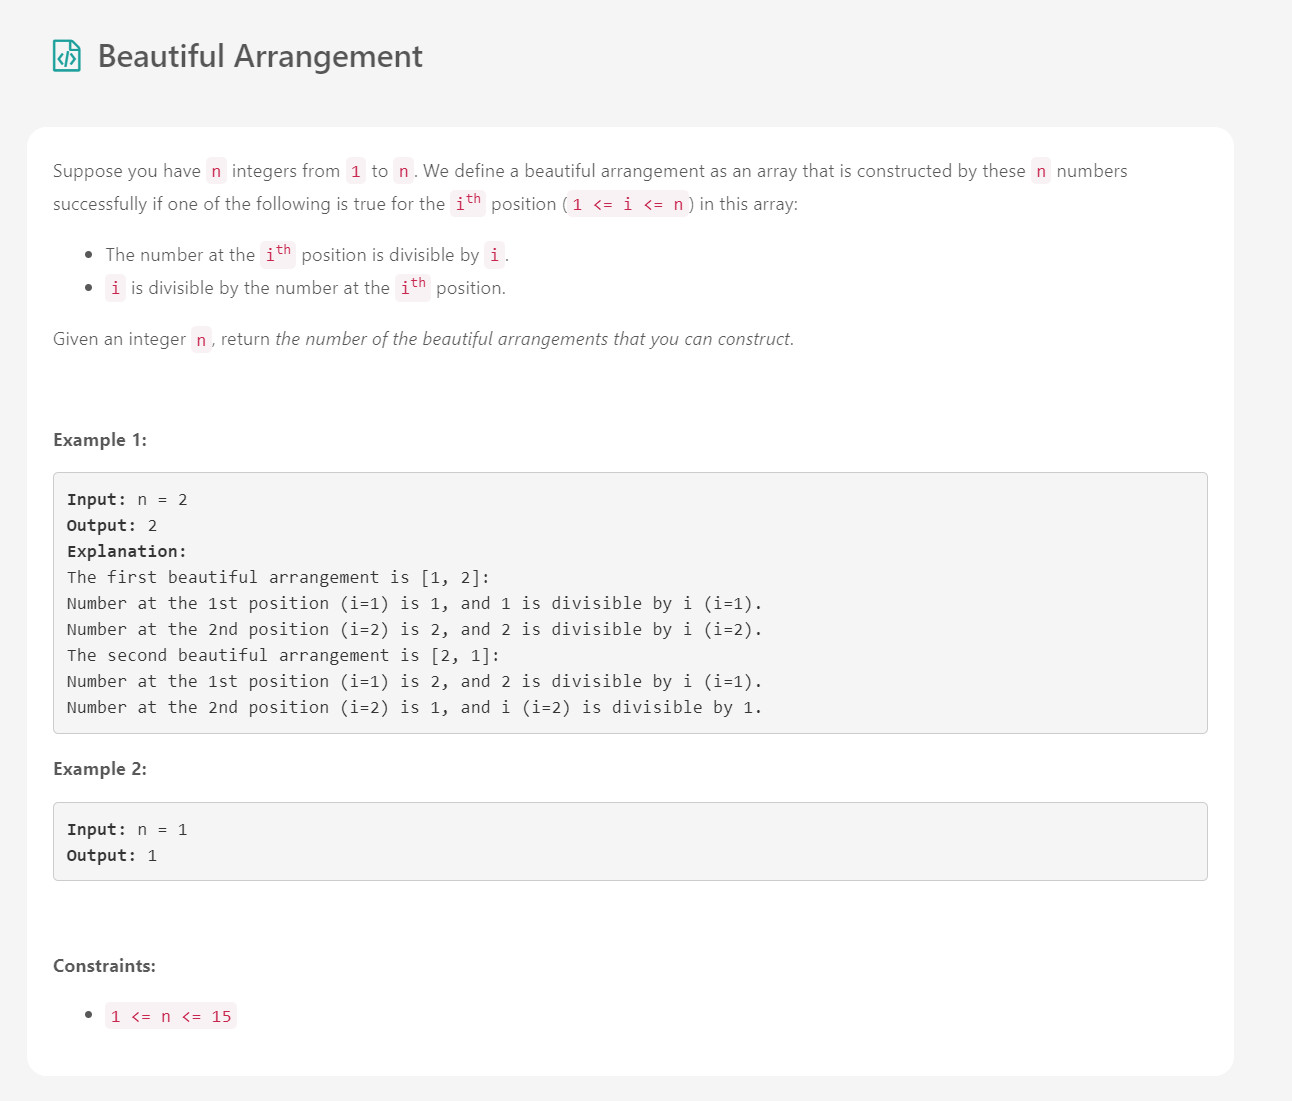 Beautiful Arrangement
Suppose you have n integers from 1 to n. We define a beautiful arrangement as an array that is constructed by these n numbers
successfully if one of the following is true for the ith position (1 <= i <= n) in this array:
• The number at the ith position is divisible by i.
• i is divisible by the number at the ith position.
Given an integer n, return the number of the beautiful arrangements that you can construct.
Example 1:
Input: n = 2
Output: 2
Explanation:
The first beautiful arrangement is [1, 2]:
Number at the 1st position (i=1) is 1, and 1 is divisible by i (i=1).
Number at the 2nd position (i=2) is 2, and 2 is divisible by i (i=2).
The second beautiful arrangement is [2, 1]:
Number at the 1st position (i=1) is 2, and 2 is divisible by i (i=1).
Number at the 2nd position (i=2) is 1, and i (i=2) is divisible by 1.
Example 2:
Input: n = 1
Output: 1
Constraints:
• 1 <= n <= 15